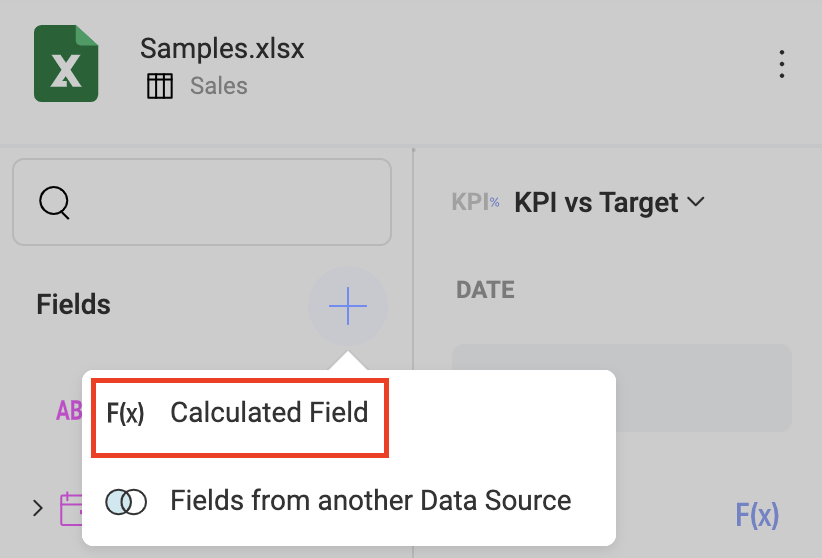 Samples.xlsx
Sales
KPI% KPI vs Target
Fields
DATE
AB
F(x) Calculated Field
Fields from another Data Source
F(x)